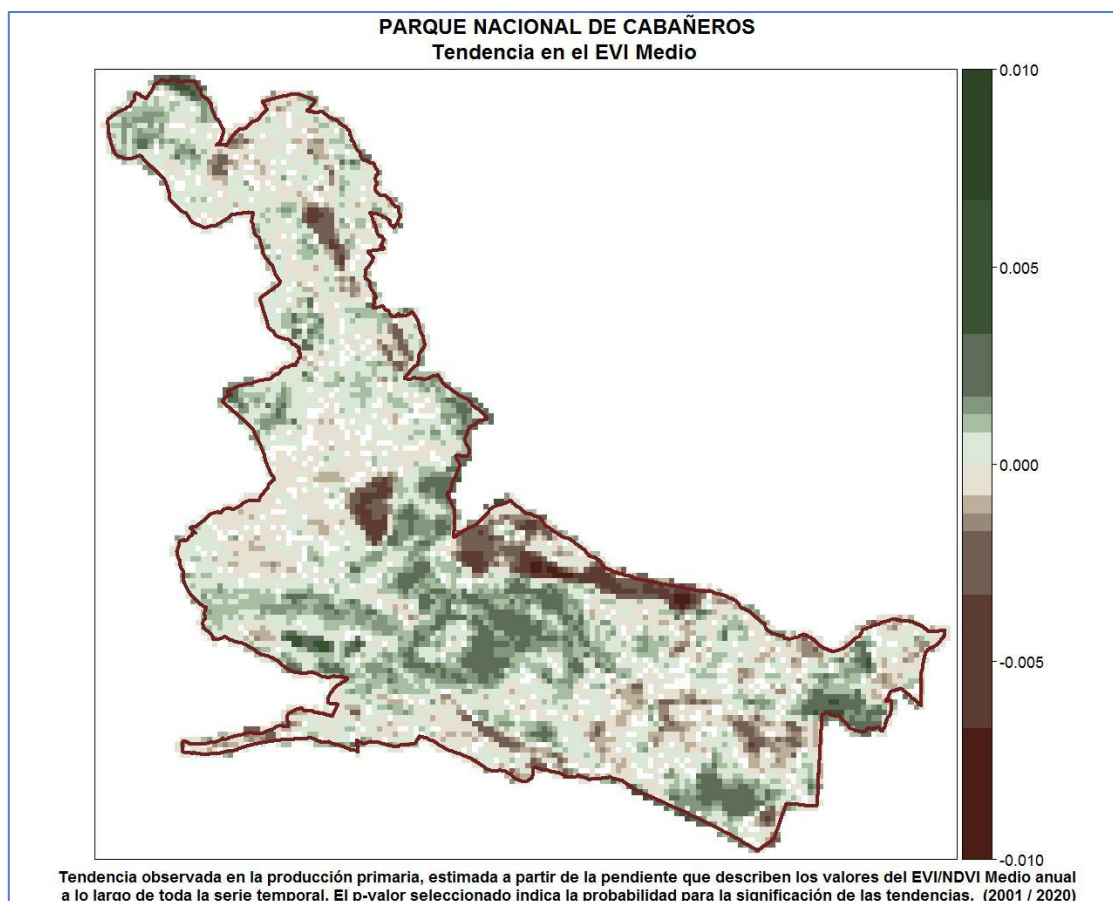 PARQUE NACIONAL DE CABAÑEROS
Tendencia en el EVI Medio
0.010
0.005
0.000
-0.005
-0.010
Tendencia observada en la producción primaria, estimada a partir de la pendiente que describen los valores del EVI/NDVI Medio anual
a lo largo de toda la serie temporal. El p-valor seleccionado indica la probabilidad para la significación de las tendencias. (2001 / 2020)